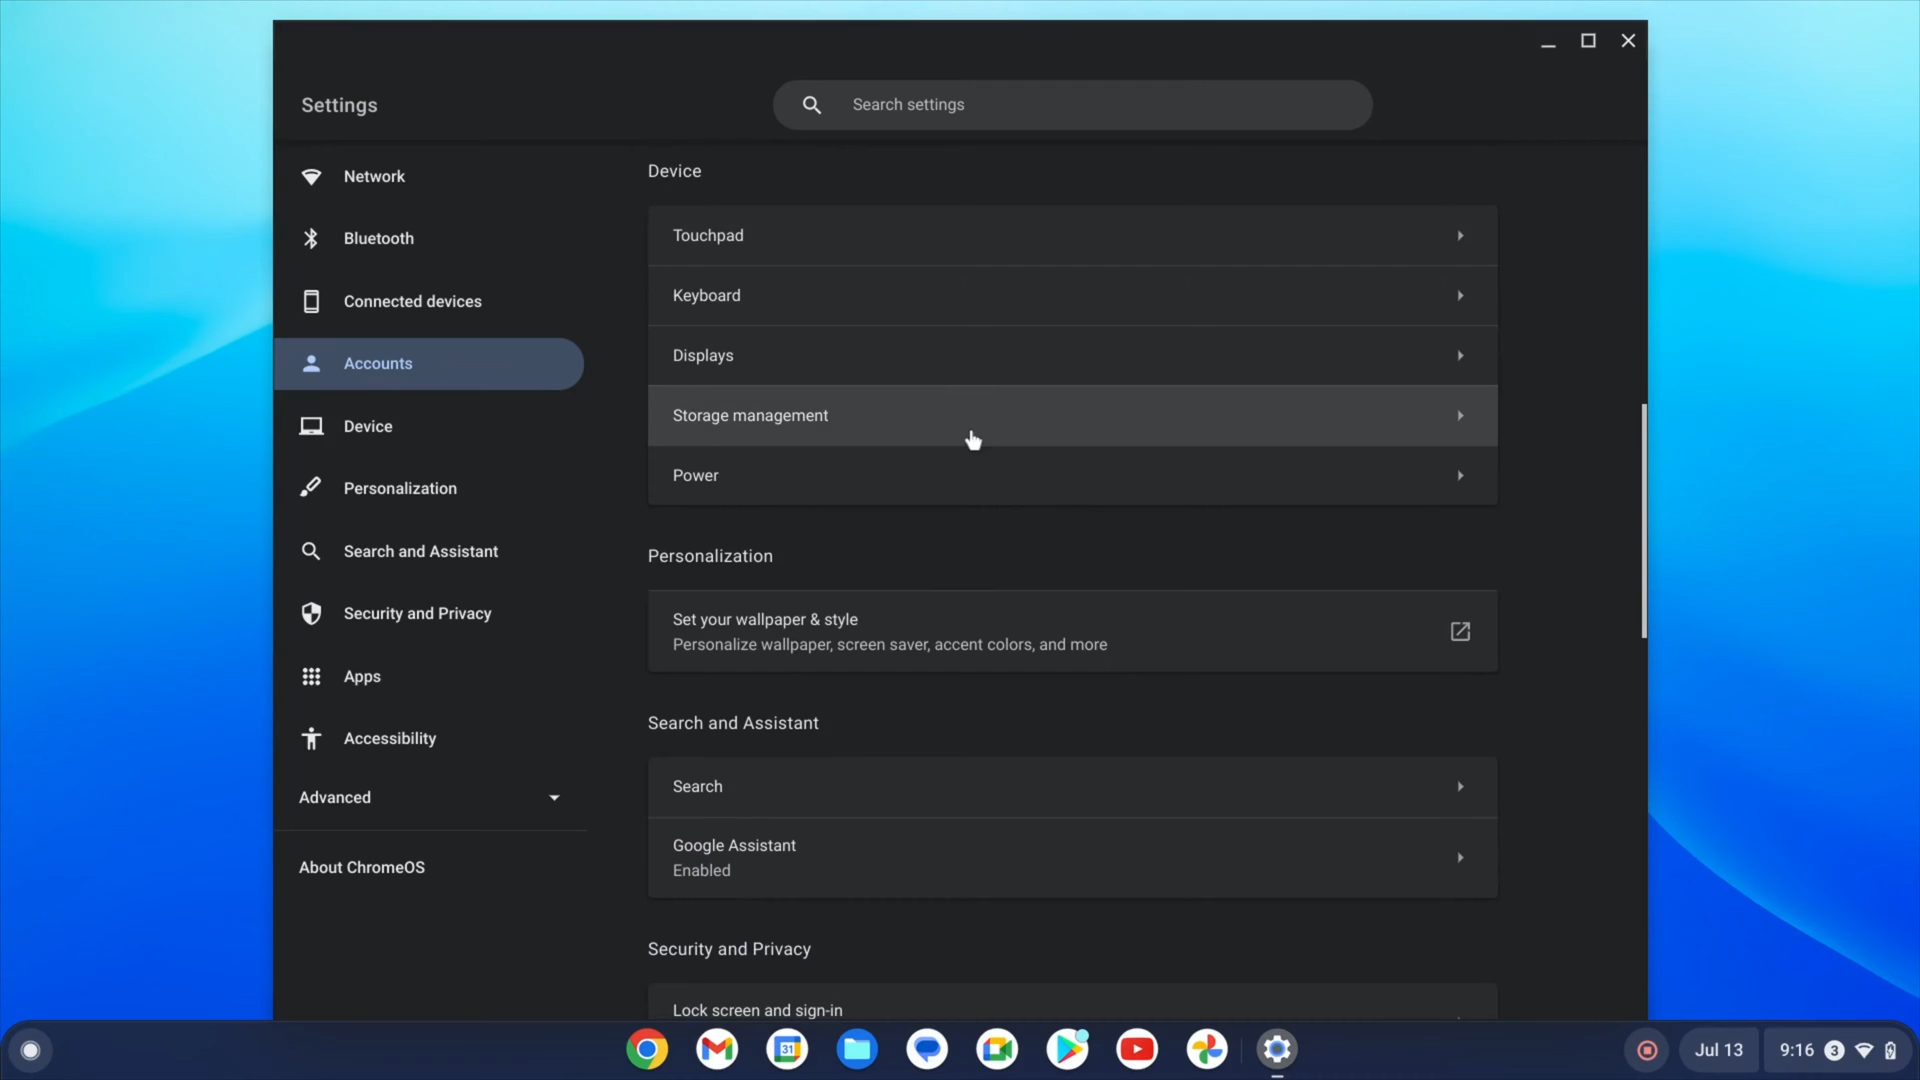 Settings
Search settings
Network
Bluetooth
Connected devices
Accounts
Device
Personalization
Search and Assistant
Security and Privacy
Apps
Accessibility
Advanced
About ChromeOS
Device
Touchpad
Keyboard
Displays
Storage management
Power
Personalization
Set your wallpaper & style
Personalize wallpaper, screen saver, accent colors, and more
Search and Assistant
Search
Google Assistant
Enabled
Security and Privacy
Lock screen and sign-in
31
Jul 13
9:16
3